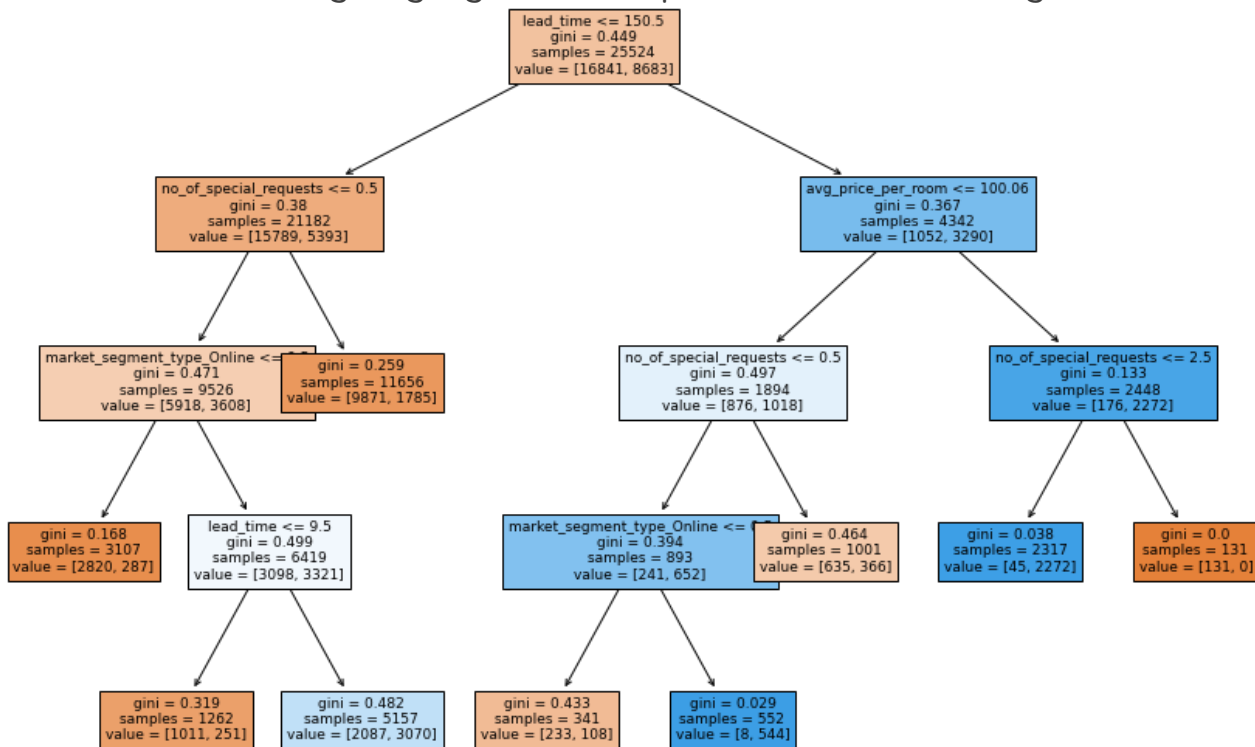 lead_time <= 150.5
gini = 0.449
samples = 25524
value = [16841, 8683]
no_of_special_requests <= 0.5
gini = 0.38
samples = 21182
value = [15789, 5393]
avg_price_per_room <= 100.06
gini = 0.367
samples = 4342
value = [1052, 3290]
market_segment_type_Online <=
gini = 0.471
samples = 9526
value = [5918, 3608]
gini = 0.259
samples = 11656
value = [9871, 1785]
no_of_special_requests <= 0.5
gini = 0.497
samples = 1894
value = [876, 1018]
no_of_special_requests <= 2.5
gini = 0.133
samples = 2448
value = [176, 2272]
gini = 0.168
samples = 3107
value = [2820, 287]
lead_time <= 9.5
gini = 0.499
samples = 6419
value = [3098, 3321]
market_segment_type_Online <=
gini = 0.394
samples = 893
value = [241, 652]
gini = 0.464
samples = 1001
value = [635, 366]
gini = 0.038
samples = 2317
value = [45, 2272]
gini = 0.0
samples = 131
value = [131, 0]
gini = 0.319
samples = 1262
value = [1011, 251]
gini = 0.482
samples = 5157
value = [2087, 3070]
gini = 0.433
samples = 341
value = [233, 108]
gini = 0.029
samples = 552
value = [8, 544]